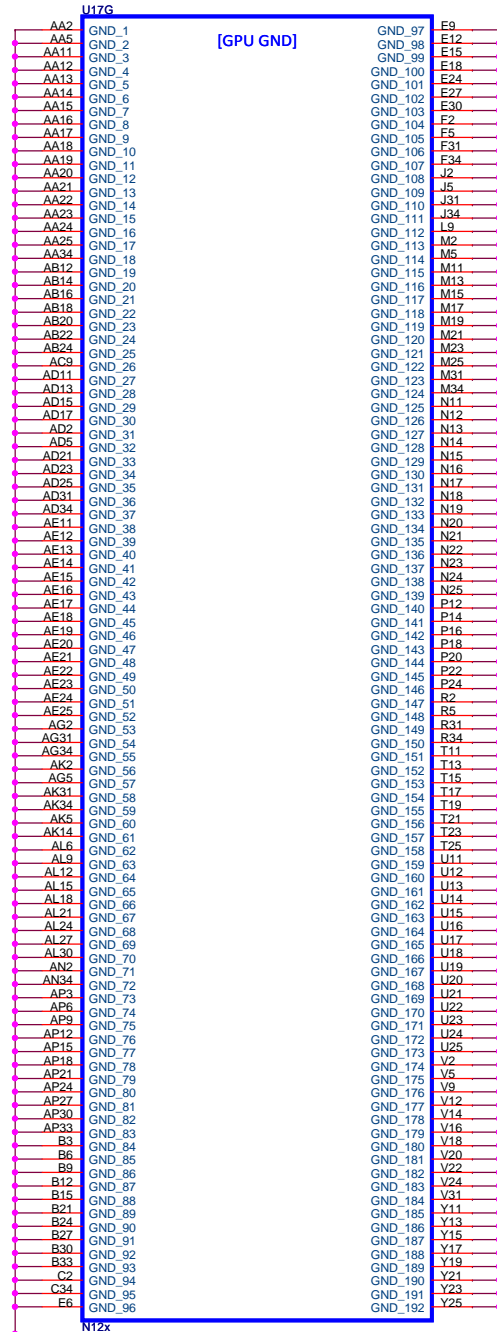 U17G
[GPU GND]
AA2 GND_1 GND_97 E9
AA5 GND_2 GND_98 E12
AA11 GND_3 GND_99 E15
AA12 GND_4 GND_100 E18
AA13 GND_5 GND_101 E24
AA14 GND_6 GND_102 E27
AA15 GND_7 GND_103 E30
AA16 GND_8 GND_104 F2
AA17 GND_9 GND_105 F5
AA18 GND_10 GND_106 F31
AA19 GND_11 GND_107 F34
AA20 GND_12 GND_108 J2
AA21 GND_13 GND_109 J5
AA22 GND_14 GND_110 J31
AA23 GND_15 GND_111 J34
AA24 GND_16 GND_112 L9
AA25 GND_17 GND_113 M2
AA34 GND_18 GND_114 M5
AB12 GND_19 GND_115 M11
AB14 GND_20 GND_116 M13
AB16 GND_21 GND_117 M15
AB18 GND_22 GND_118 M17
AB20 GND_23 GND_119 M19
AB22 GND_24 GND_120 M21
AB24 GND_25 GND_121 M23
AC9 GND_26 GND_122 M25
AD11 GND_27 GND_123 M31
AD13 GND_28 GND_124 M34
AD15 GND_29 GND_125 N11
AD17 GND_30 GND_126 N12
AD2 GND_31 GND_127 N13
AD5 GND_32 GND_128 N14
AD21 GND_33 GND_129 N15
AD23 GND_34 GND_130 N16
AD25 GND_35 GND_131 N17
AD31 GND_36 GND_132 N18
AD34 GND_37 GND_133 N19
AE11 GND_38 GND_134 N20
AE12 GND_39 GND_135 N21
AE13 GND_40 GND_136 N22
AE14 GND_41 GND_137 N23
AE15 GND_42 GND_138 N24
AE16 GND_43 GND_139 N25
AE17 GND_44 GND_140 P12
AE18 GND_45 GND_141 P14
AE19 GND_46 GND_142 P16
AE20 GND_47 GND_143 P18
AE21 GND_48 GND_144 P20
AE22 GND_49 GND_145 P22
AE23 GND_50 GND_146 P24
AE24 GND_51 GND_147 R2
AE25 GND_52 GND_148 R5
AG2 GND_53 GND_149 R31
AG31 GND_54 GND_150 R34
AG34 GND_55 GND_151 T11
AK2 GND_56 GND_152 T13
AG5 GND_57 GND_153 T15
AK31 GND_58 GND_154 T17
AK34 GND_59 GND_155 T19
AK5 GND_60 GND_156 T21
AK14 GND_61 GND_157 T23
AL6 GND_62 GND_158 T25
AL9 GND_63 GND_159 U11
AL12 GND_64 GND_160 U12
AL15 GND_65 GND_161 U13
AL18 GND_66 GND_162 U14
AL21 GND_67 GND_163 U15
AL24 GND_68 GND_164 U16
AL27 GND_69 GND_165 U17
AL30 GND_70 GND_166 U18
AN2 GND_71 GND_167 U19
AN34 GND_72 GND_168 U20
AP3 GND_73 GND_169 U21
AP6 GND_74 GND_170 U22
AP9 GND_75 GND_171 U23
AP12 GND_76 GND_172 U24
AP15 GND_77 GND_173 U25
AP18 GND_78 GND_174 V2
AP21 GND_79 GND_175 V5
AP24 GND_80 GND_176 V9
AP27 GND_81 GND_177 V12
AP30 GND_82 GND_178 V14
AP33 GND_83 GND_179 V16
B3 GND_84 GND_180 V18
B6 GND_85 GND_181 V20
B9 GND_86 GND_182 V22
B12 GND_87 GND_183 V24
B15 GND_88 GND_184 V31
B21 GND_89 GND_185 Y11
B24 GND_90 GND_186 Y13
B27 GND_91 GND_187 Y15
B30 GND_92 GND_188 Y17
B33 GND_93 GND_189 Y19
C2 GND_94 GND_190 Y21
C34 GND_95 GND_191 Y23
E6 GND_96 GND_192 Y25
N12x